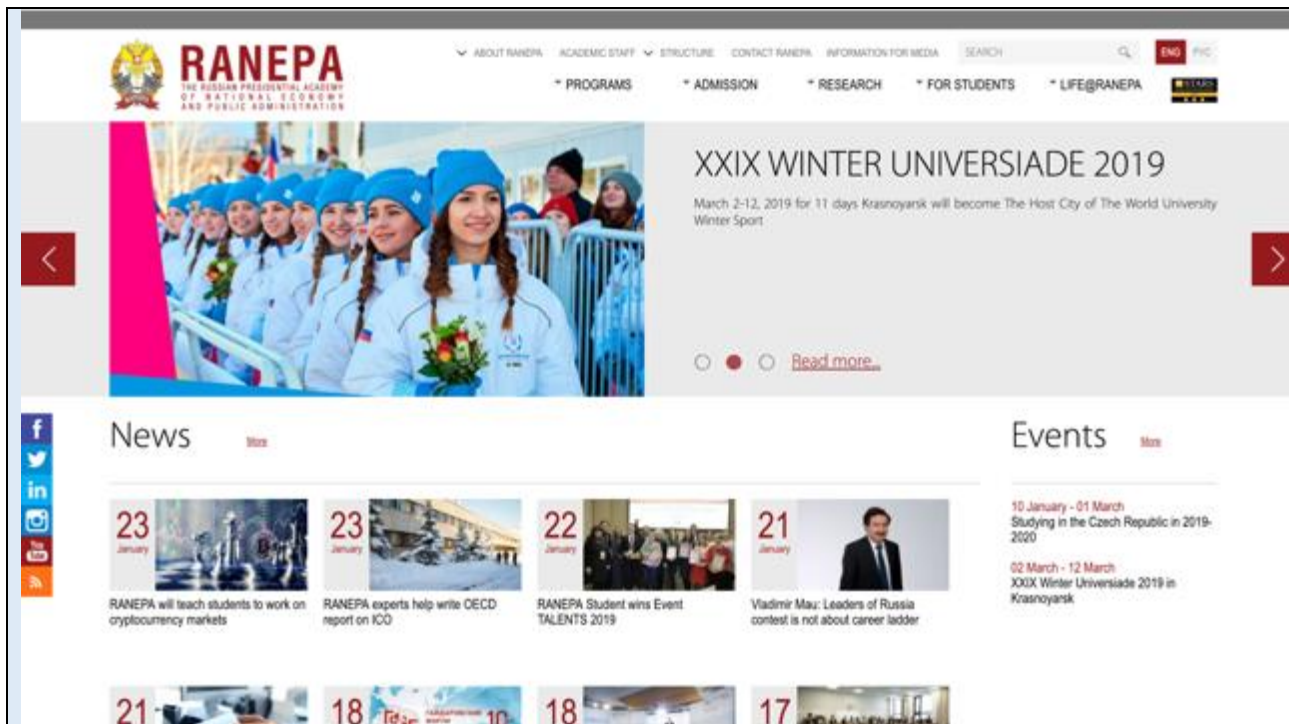 RANEPA
THE RUSSIAN PRESIDENTIAL ACADEMY
OF NATIONAL ECONOMY
AND PUBLIC ADMINISTRATION
ABOUT RANEPA ACADEMIC STAFF STRUCTURE CONTACT RANEPA INFORMATION FOR MEDIA SEARCH ENG РУС
PROGRAMS ADMISSION RESEARCH FOR STUDENTS LIFE@RANEPA STARS
XXIX WINTER UNIVERSIADE 2019
March 2-12, 2019 for 11 days Krasnoyarsk will become The Host City of The World University
Winter Sport
Read more...
News More
Events More
23
January
23
January
22
January
21
January
RANEPA will teach students to work on
cryptocurrency markets
RANEPA experts help write OECD
report on ICO
RANEPA Student wins Event
TALENTS 2019
Vladimir Mau: Leaders of Russia
contest is not about career ladder
10 January - 01 March
Studying in the Czech Republic in 2019-
2020
02 March - 12 March
XXIX Winter Universiade 2019 in
Krasnoyarsk
f
in
You
Tube
21
18
18
17